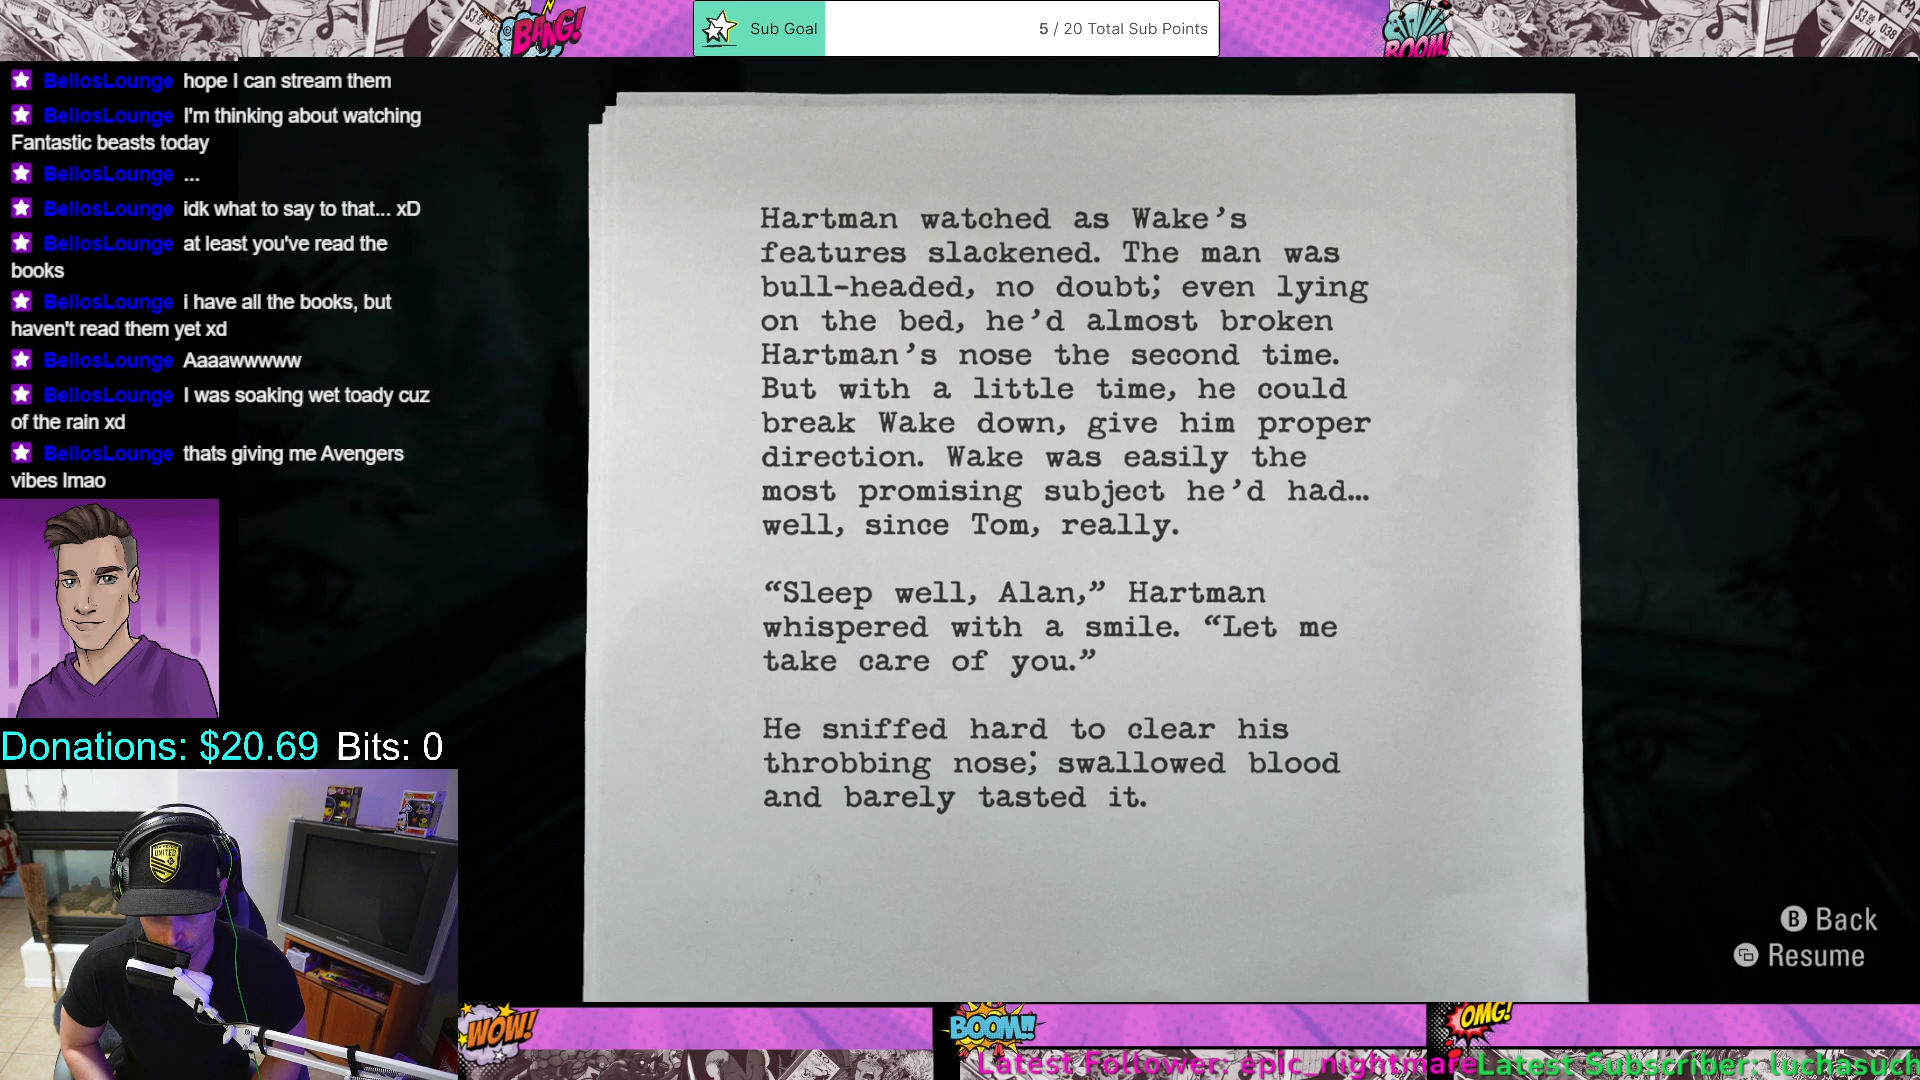 BANG!
Sub Goal
5 / 20 Total Sub Points
BOOM!
BellosLounge hope I can stream them
BellosLounge I'm thinking about watching
Fantastic beasts today
BellosLounge ...
BellosLounge idk what to say to that... xD
BellosLounge at least you've read the
books
BellosLounge i have all the books, but
haven't read them yet xd
BellosLounge Aaaawwwww
BellosLounge I was soaking wet toady cuz
of the rain xd
BellosLounge thats giving me Avengers
vibes lmao
Donations: $20.69 Bits: 0
UNITED
Hartman watched as Wake's
features slackened. The man was
bull-headed, no doubt; even lying
on the bed, he'd almost broken
Hartman's nose the second time.
But with a little time, he could
break Wake down, give him proper
direction. Wake was easily the
most promising subject he'd had...
well, since Tom, really.
“Sleep well, Alan,” Hartman
whispered with a smile. “Let me
take care of you.”
He sniffed hard to clear his
throbbing nose; swallowed blood
and barely tasted it.
B Back
Resume
WOW!
BOOM!!
OMG!
Latest Follower: epic_nightmare
Latest Subscriber: luchasuch